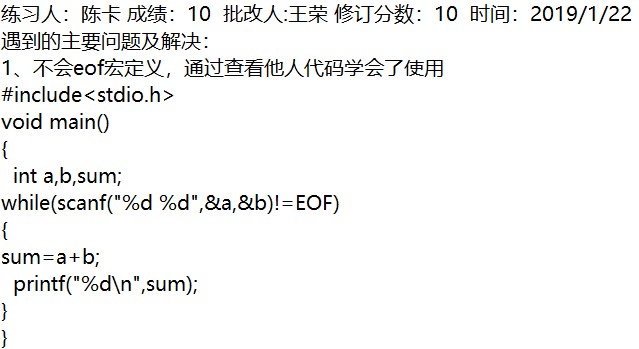 练习人：陈卡 成绩：10  批改人:王荣 修订分数：10  时间：2019/1/22
遇到的主要问题及解决：
1、不会eof宏定义，通过查看他人代码学会了使用
#include<stdio.h>
void main()
{
  int a,b,sum;
while(scanf("%d %d",&a,&b)!=EOF)
{
sum=a+b;
  printf("%d\n",sum);
}
}